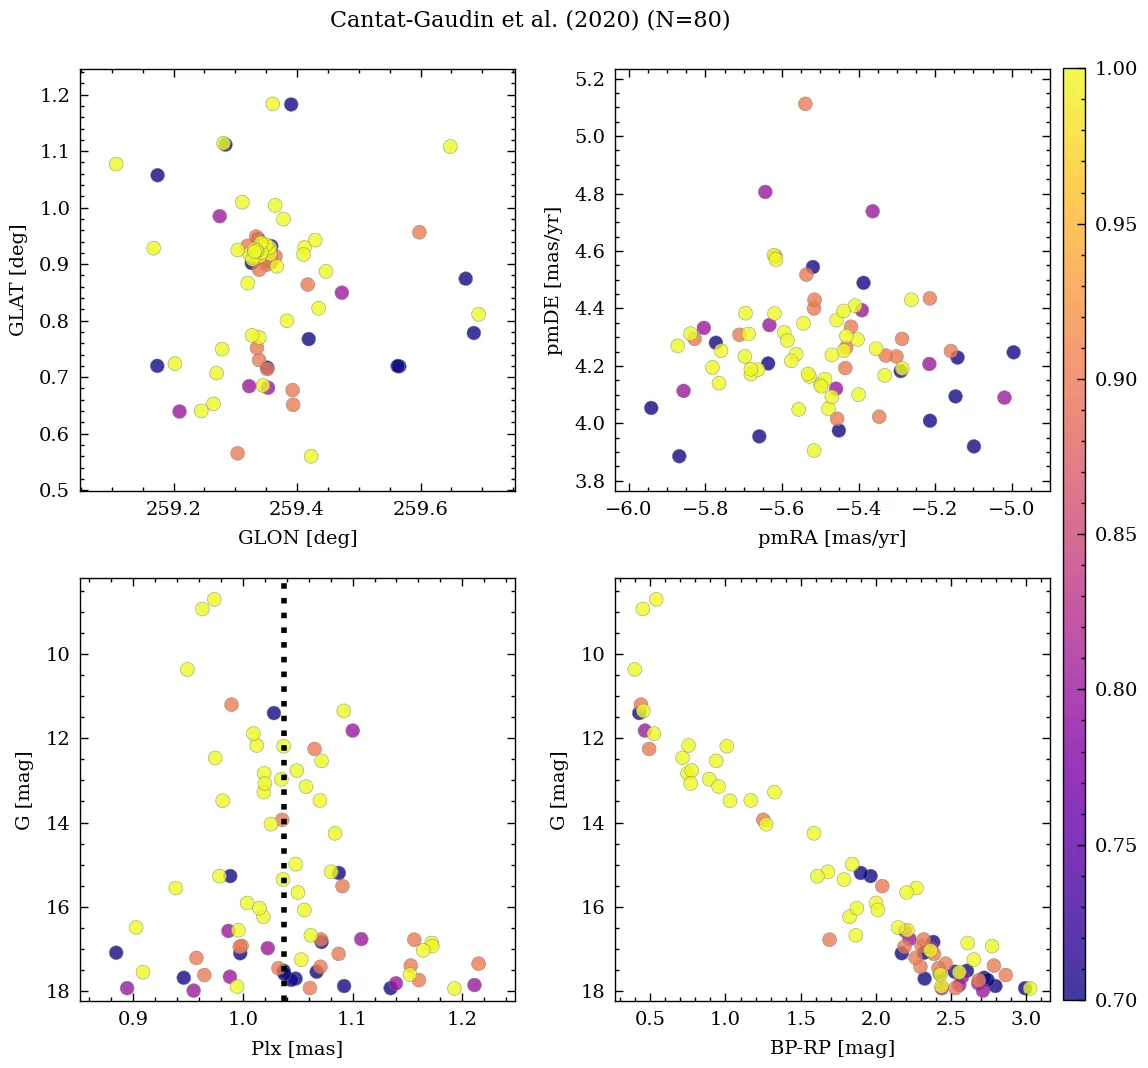 Cantat-Gaudin et al. (2020) (N=80)
1.2
1.1
1.0
0.9
0.8
0.7
0.6
0.5
GLAT [deg]
259.2 259.4 259.6
GLON [deg]
5.2
5.0
4.8
4.6
4.4
4.2
4.0
3.8
pmDE [mas/yr]
−6.0 −5.8 −5.6 −5.4 −5.2 −5.0
pmRA [mas/yr]
10
12
14
16
18
G [mag]
0.9 1.0 1.1 1.2
Plx [mas]
10
12
14
16
18
G [mag]
0.5 1.0 1.5 2.0 2.5 3.0
BP-RP [mag]
1.00
0.95
0.90
0.85
0.80
0.75
0.70